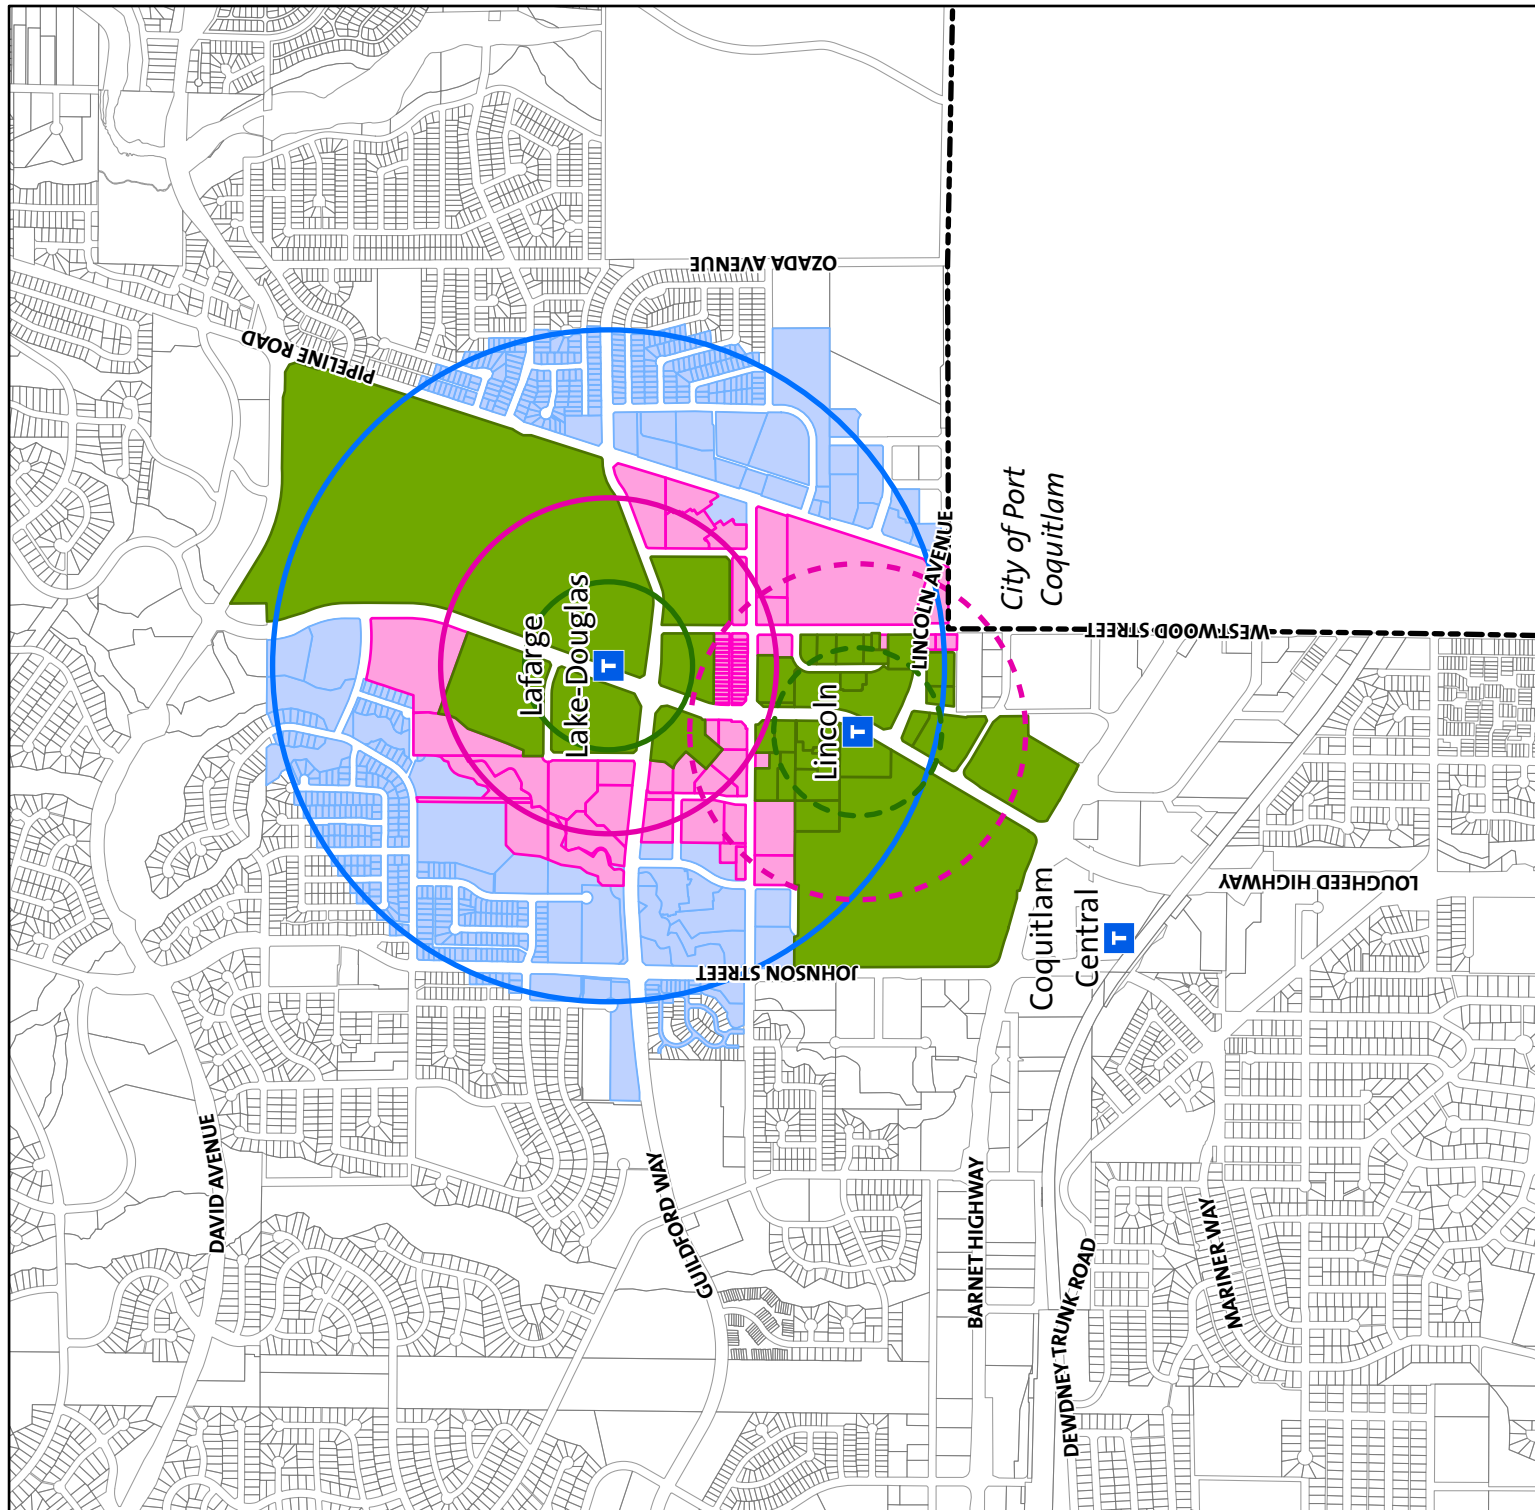 PIPELINE ROAD
OZADA AVENUE
Lafarge
Lake-Douglas
T
Lincoln
T
LINCOLN AVENUE
City of Port
Coquitlam
WESTWOOD STREET
LOUGHEED HIGHWAY
Coquitlam
Central
T
JOHNSON STREET
DAVID AVENUE
GUILDFORD WAY
BARNET HIGHWAY
DEWDNEY TRUNK ROAD
MARINER WAY